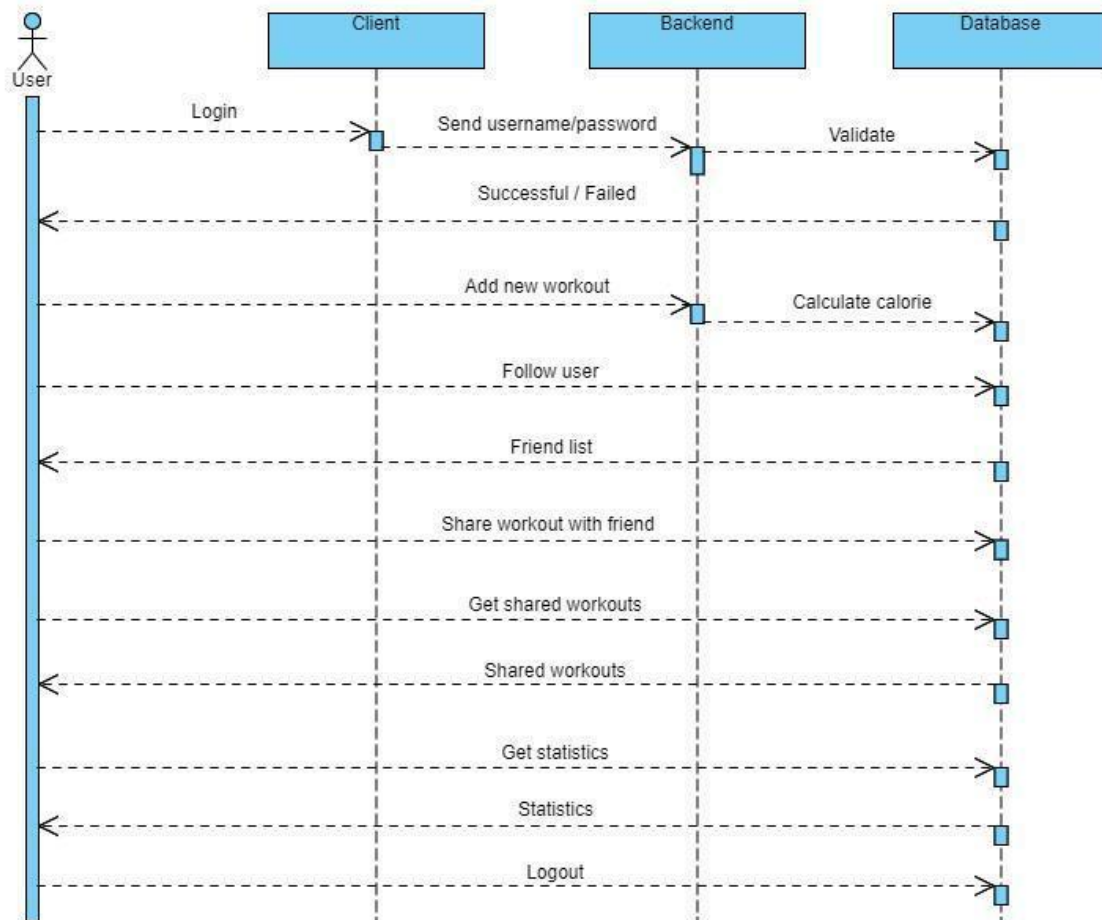 Client
Backend
Database
User
Login
Send username/password
Validate
Successful / Failed
Add new workout
Calculate calorie
Follow user
Friend list
Share workout with friend
Get shared workouts
Shared workouts
Get statistics
Statistics
Logout